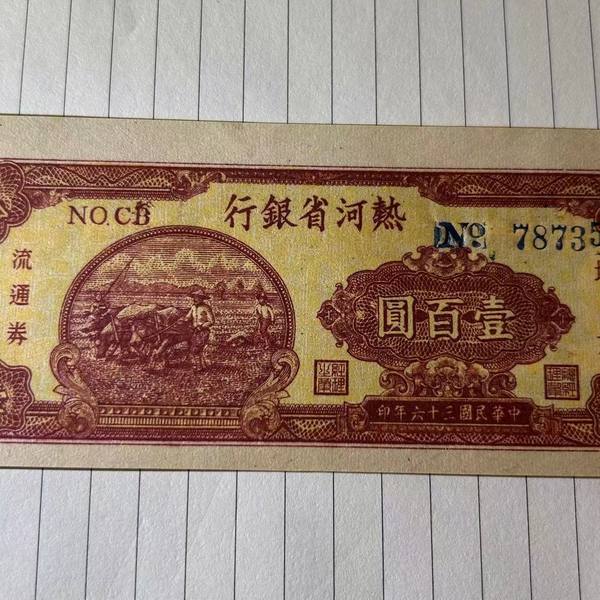 行銀省河熱
NO. CB
No 78735
流通券
圓百壹
印年六十三國民華中